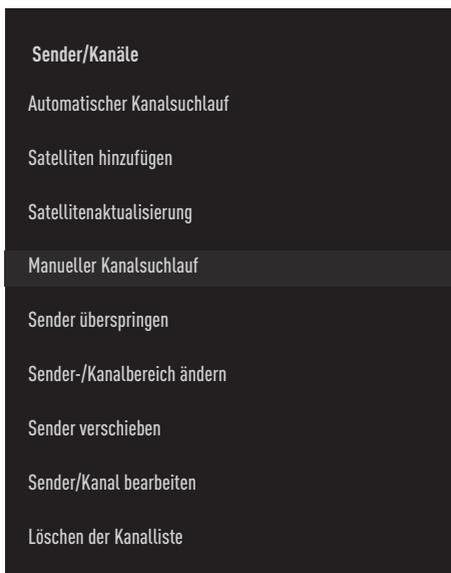 Sender/Kanäle
Automatischer Kanalsuchlauf
Satelliten hinzufügen
Satellitenaktualisierung
Manueller Kanalsuchlauf
Sender überspringen
Sender-/Kanalbereich ändern
Sender verschieben
Sender/Kanal bearbeiten
Löschen der Kanalliste